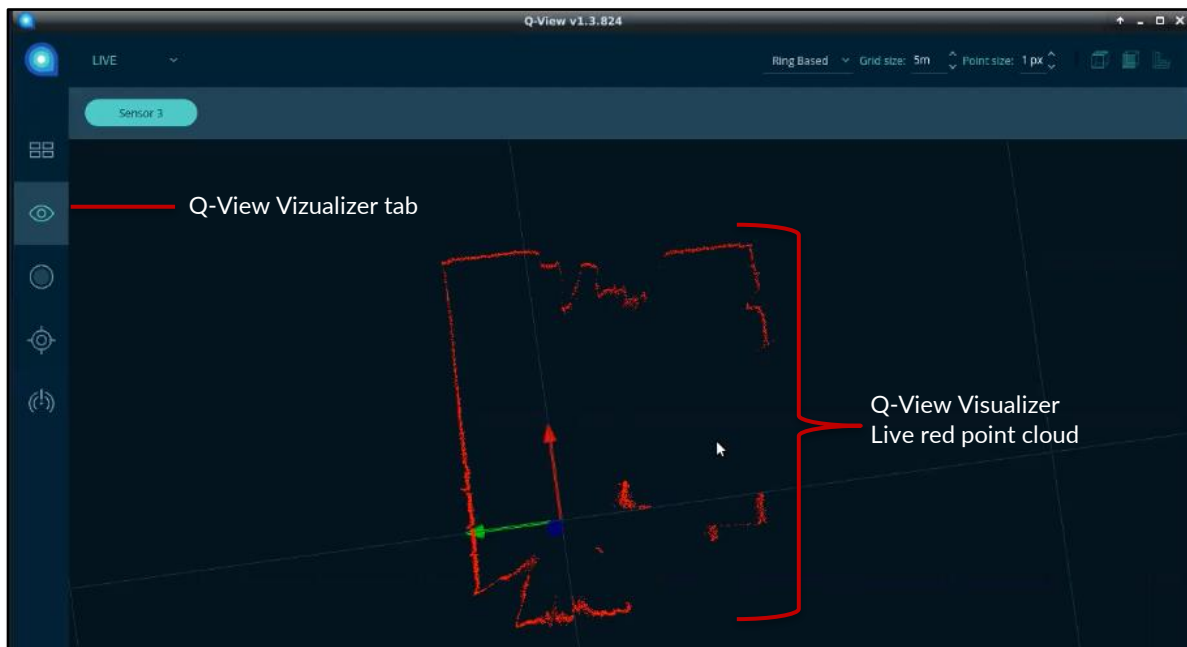 Q-View v1.3.824
LIVE
Ring Based
Grid size: 5m
Point size: 1 px
Sensor 3
Q-View Vizualizer tab
Q-View Visualizer
Live red point cloud